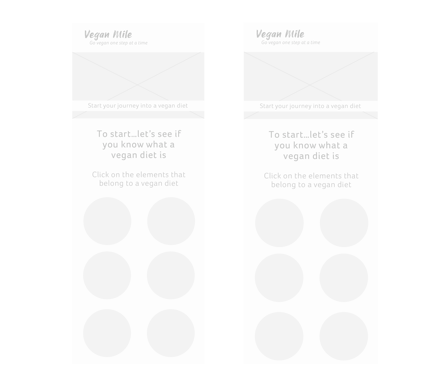 Vegan Mile
Go vegan one step at a time
Start your journey into a vegan diet
To start...let's see if
you know what a
vegan diet is
Click on the elements that
belong to a vegan diet
Vegan Mile
Go vegan one step at a time
Start your journey into a vegan diet
To start...let's see if
you know what a
vegan diet is
Click on the elements that
belong to a vegan diet